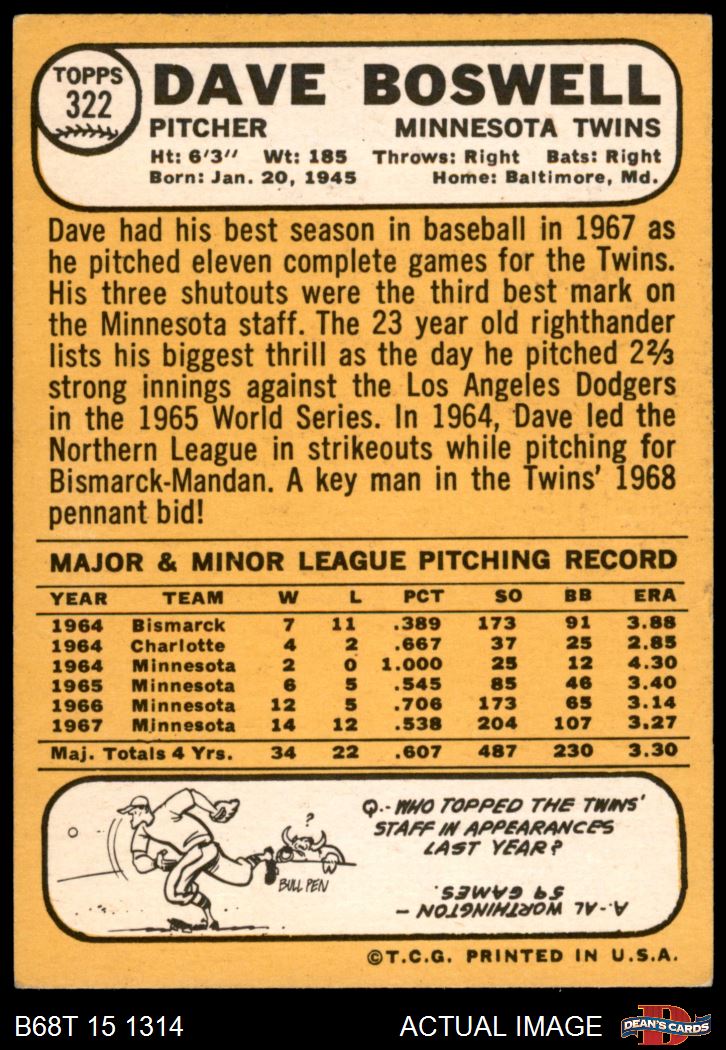 TOPPS
322
DAVE BOSWELL
PITCHER MINNESOTA TWINS
Ht: 6'3" Wt: 185 Throws: Right Bats: Right
Born: Jan. 20, 1945 Home: Baltimore, Md.
Dave had his best season in baseball in 1967 as
he pitched eleven complete games for the Twins.
His three shutouts were the third best mark on
the Minnesota staff. The 23 year old righthander
lists his biggest thrill as the day he pitched 2⅔
strong innings against the Los Angeles Dodgers
in the 1965 World Series. In 1964, Dave led the
Northern League in strikeouts while pitching for
Bismarck-Mandan. A key man in the Twins' 1968
pennant bid!
MAJOR & MINOR LEAGUE PITCHING RECORD
YEAR TEAM W L PCT SO BB ERA
1964 Bismarck 7 11 .389 173 91 3.88
1964 Charlotte 4 2 .667 37 25 2.85
1964 Minnesota 2 0 1.000 25 12 4.30
1965 Minnesota 6 5 .545 85 46 3.40
1966 Minnesota 12 5 .706 173 65 3.14
1967 Minnesota 14 12 .538 204 107 3.27
Maj. Totals 4 Yrs. 34 22 .607 487 230 3.30
?
BULL PEN
Q.- WHO TOPPED THE TWINS'
STAFF IN APPEARANCES
LAST YEAR?
A.- AL WORTHINGTON —
59 GAMES.
©T.C.G. PRINTED IN U.S.A.
B68T 15 1314 ACTUAL IMAGE
D
DEAN'S CARDS